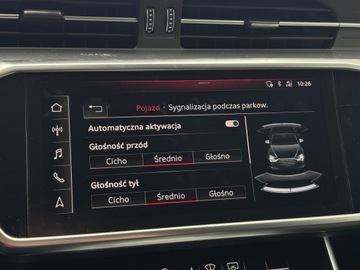 10:26
Pojazd · Sygnalizacja podczas parkow.
Automatyczna aktywacja
Głośność przód
Cicho Średnio Głośno
Głośność tył
Cicho Średnio Głośno